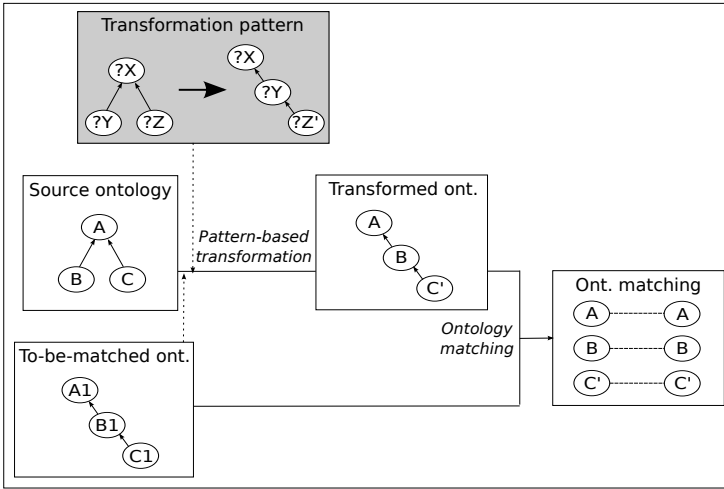 Transformation pattern
?X
?Y ?Z
?X
?Y
?Z'
Source ontology
A
B C
Pattern-based
transformation
Transformed ont.
A
B
C'
To-be-matched ont.
A1
B1
C1
Ontology
matching
Ont. matching
A A
B B
C' C'